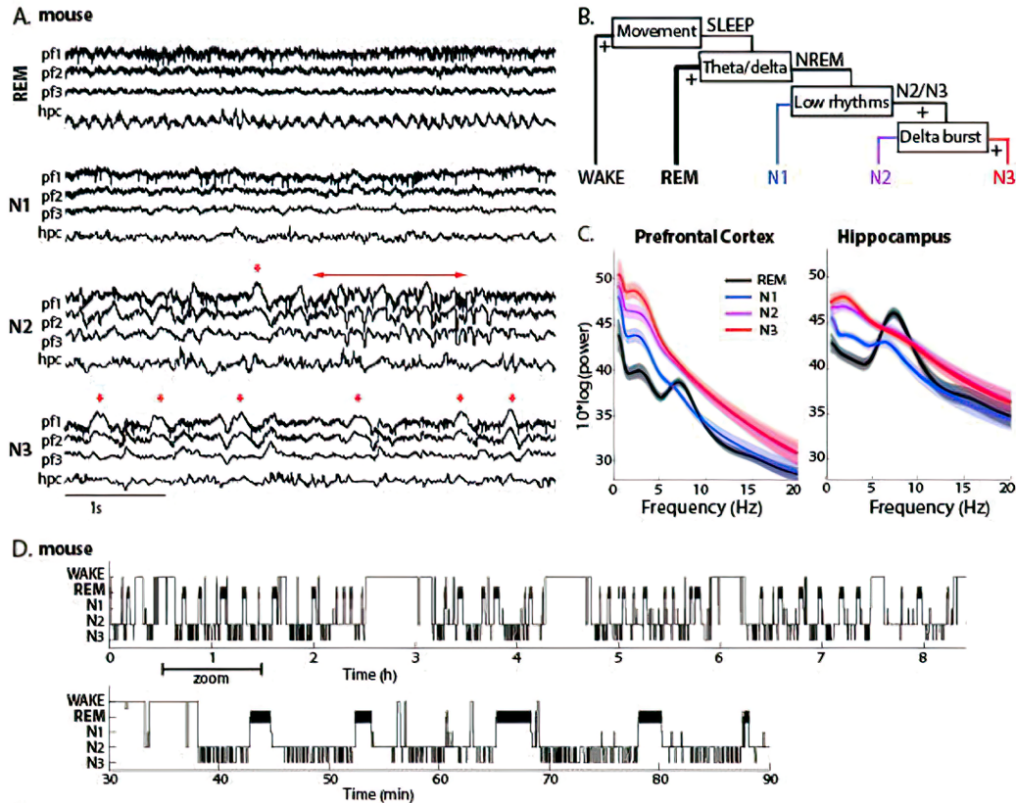 A. mouse
REM
pf1
pf2
pf3
hpc
N1
pf1
pf2
pf3
hpc
N2
pf1
pf2
pf3
hpc
N3
pf1
pf2
pf3
hpc
1s
B.
Movement SLEEP
+
Theta/delta NREM
+
Low rhythms N2/N3
+
Delta burst
+
WAKE REM N1 N2 N3
C. Prefrontal Cortex Hippocampus
REM
N1
N2
N3
10*log(power
50
45
40
35
30
0 5 10 15 20
Frequency (Hz)
50
45
40
35
30
0 5 10 15 20
Frequency (Hz)
D. mouse
WAKE
REM
N1
N2
N3
0 1 2 3 4 5 6 7 8
zoom Time (h)
WAKE
REM
N1
N2
N3
30 40 50 60 70 80 90
Time (min)